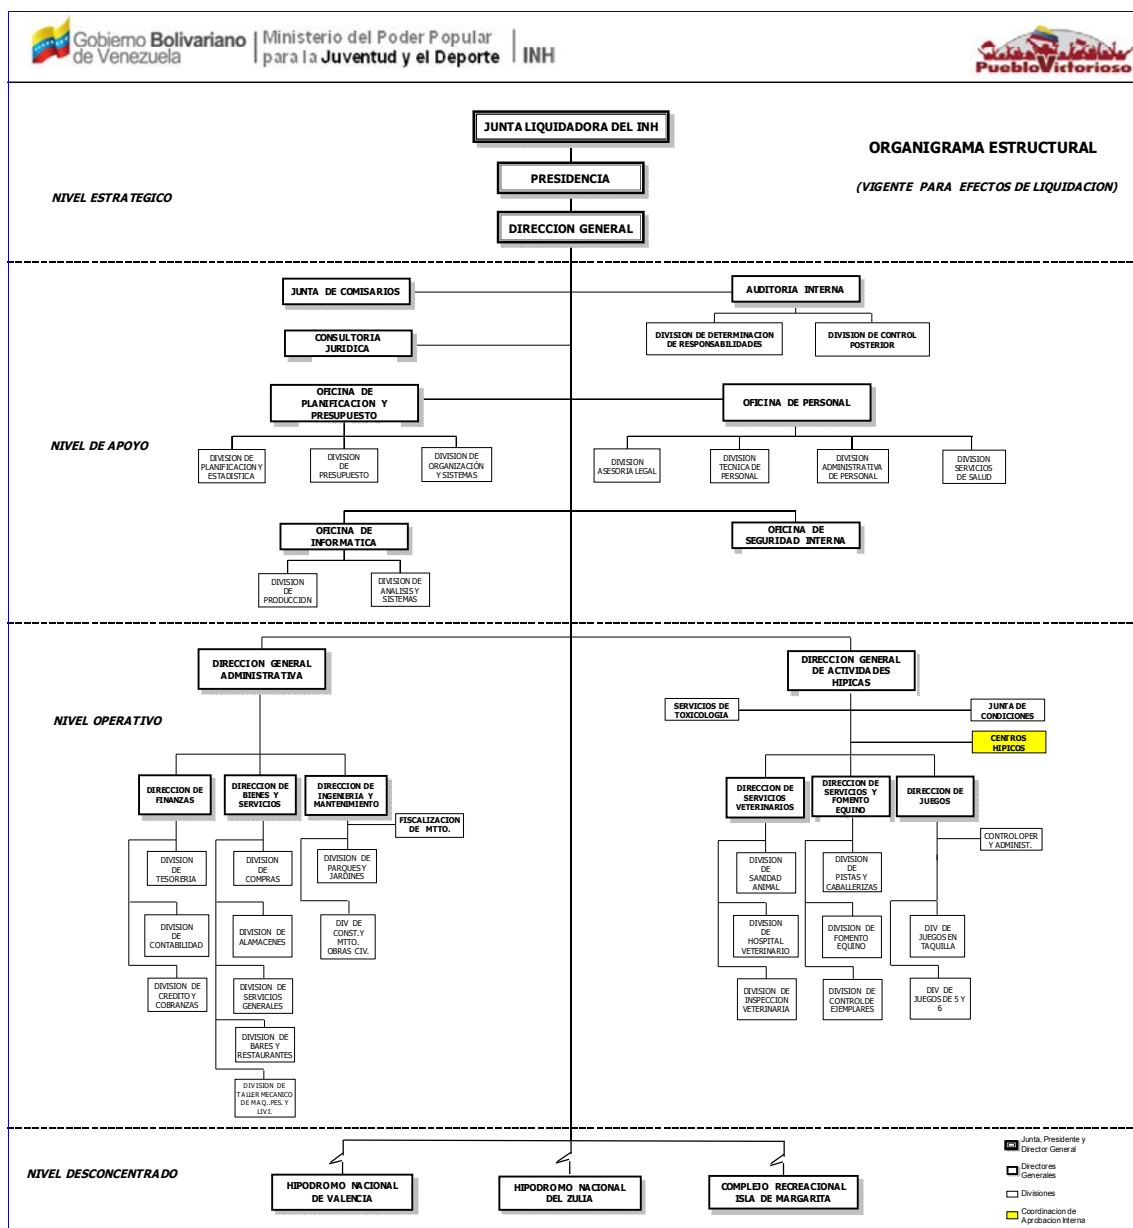 Gobierno Bolivariano
de Venezuela
Ministerio del Poder Popular
para la Juventud y el Deporte
INH
PuebloVictorioso
JUNTA LIQUIDADORA DEL INH
ORGANIGRAMA ESTRUCTURAL
PRESIDENCIA
(VIGENTE PARA EFECTOS DE LIQUIDACION)
NIVEL ESTRATEGICO
DIRECCION GENERAL
JUNTA DE COMISARIOS
AUDITORIA INTERNA
CONSULTORIA
JURIDICA
DIVISION DE DETERMINACION
DE RESPONSABILIDADES
DIVISION DE CONTROL
POSTERIOR
OFICINA DE
PLANIFICACION Y
PRESUPUESTO
OFICINA DE PERSONAL
NIVEL DE APOYO
DIVISION DE
PLANIFICACION Y
ESTADISTICA
DIVISION
DE
PRESUPUESTO
DIVISION DE
ORGANIZACIÓN
Y SISTEMAS
DIVISION
ASESORIA LEGAL
DIVISION
TECNICA DE
PERSONAL
DIVISION
ADMINISTRATIVA
DE PERSONAL
DIVISION
SERVICIOS
DE SALUD
OFICINA DE
INFORMATICA
OFICINA DE
SEGURIDAD INTERNA
DIVISION
DE
PRODUCCION
DIVISION DE
ANALISIS Y
SISTEMAS
DIRECCION GENERAL
ADMINISTRATIVA
DIRECCION GENERAL
DE ACTIVIDADES
HIPICAS
NIVEL OPERATIVO
SERVICIOS DE
TOXICOLOGIA
JUNTA DE
CONDICIONES
CENTROS
HIPICOS
DIRECCION DE
FINANZAS
DIRECCION DE
BIENES Y
SERVICIOS
DIRECCION DE
INGENIERIA Y
MANTENIMIENTO
DIRECCION DE
SERVICIOS
VETERINARIOS
DIRECCION DE
SERVICIOS Y
FOMENTO
EQUINO
DIRECCION DE
JUEGOS
FISCALIZACION
DE MTTO.
CONTROL OPER
Y ADMINIST.
DIVISION
DE
TESORERIA
DIVISION
DE
COMPRAS
DIVISION DE
PARQUES Y
JARDINES
DIVISION
DE
SANIDAD
ANIMAL
DIVISION
DE
PISTAS Y
CABALLERIZAS
DIVISION
DE
CONTABILIDAD
DIVISION DE
ALAMACENES
DIV DE
CONST. Y
MTTO.
OBRAS CIV.
DIVISION
DE
HOSPITAL
VETERINARIO
DIVISION DE
FOMENTO
EQUINO
DIV DE
JUEGOS EN
TAQUILLA
DIVISION DE
CREDITO Y
COBRANZAS
DIVISION DE
SERVICIOS
GENERALES
DIVISION DE
INSPECCION
VETERINARIA
DIVISION DE
CONTROL DE
EJEMPLARES
DIV DE
JUEGOS DE 5 Y
6
DIVISION DE
BARES Y
RESTAURANTES
DIVISION DE
TALLER MECANICO
DE MAQ..PES. Y
LIVI.
NIVEL DESCONCENTRADO
HIPODROMO NACIONAL
DE VALENCIA
HIPODROMO NACIONAL
DEL ZULIA
COMPLEJO RECREACIONAL
ISLA DE MARGARITA
Junta, Presidente y
Director General
Directores
Generales
Divisiones
Coordinacion de
Aprobacion Interna